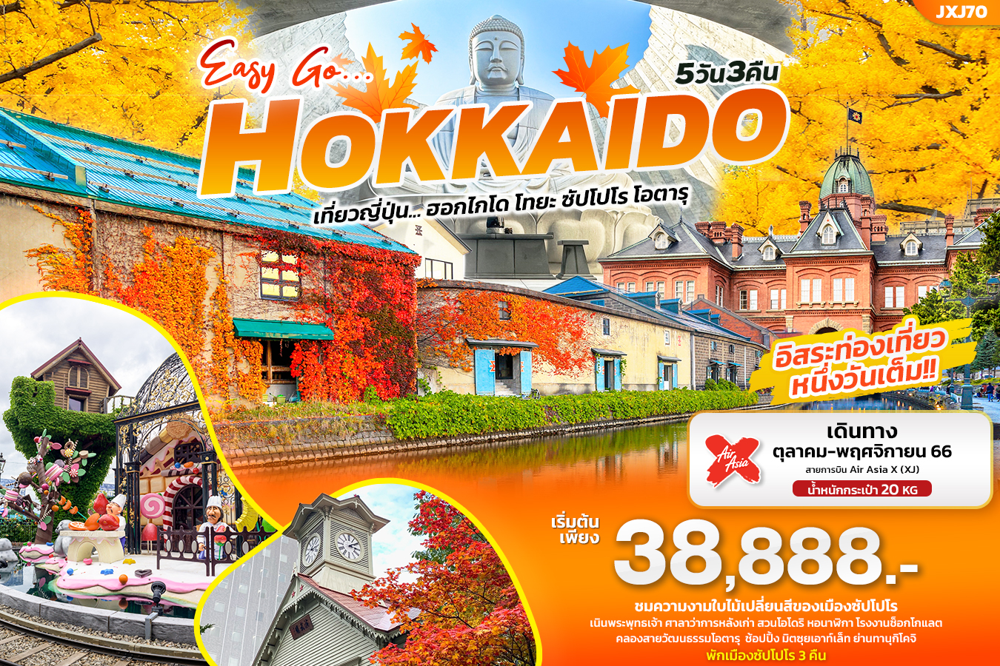 JXJ70
Easy Go...
5วัน3คืน
HOKKAIDO
เที่ยวญี่ปุ่น... ฮอกไกโด โทยะ ซัปโปโร โอตารุ
อิสระท่องเที่ยว
หนึ่งวันเต็ม!!
Air
Asia
X
เดินทาง
ตุลาคม-พฤศจิกายน 66
สายการบิน Air Asia X (XJ)
น้ำหนักกระเป๋า 20 KG
เริ่มต้น
เพียง
38,888.-
ชมความงามใบไม้เปลี่ยนสีของเมืองซัปโปโร
เนินพระพุทธเจ้า ศาลาว่าการหลังเก่า สวนโอโดริ หอนาฬิกา โรงงานช็อกโกแลต
คลองสายวัฒนธรรมโอตารุ ช้อปปิ้ง มิตซุยเอาท์เล็ท ย่านทานุกิโคจิ
พักเมืองซัปโปโร 3 คืน